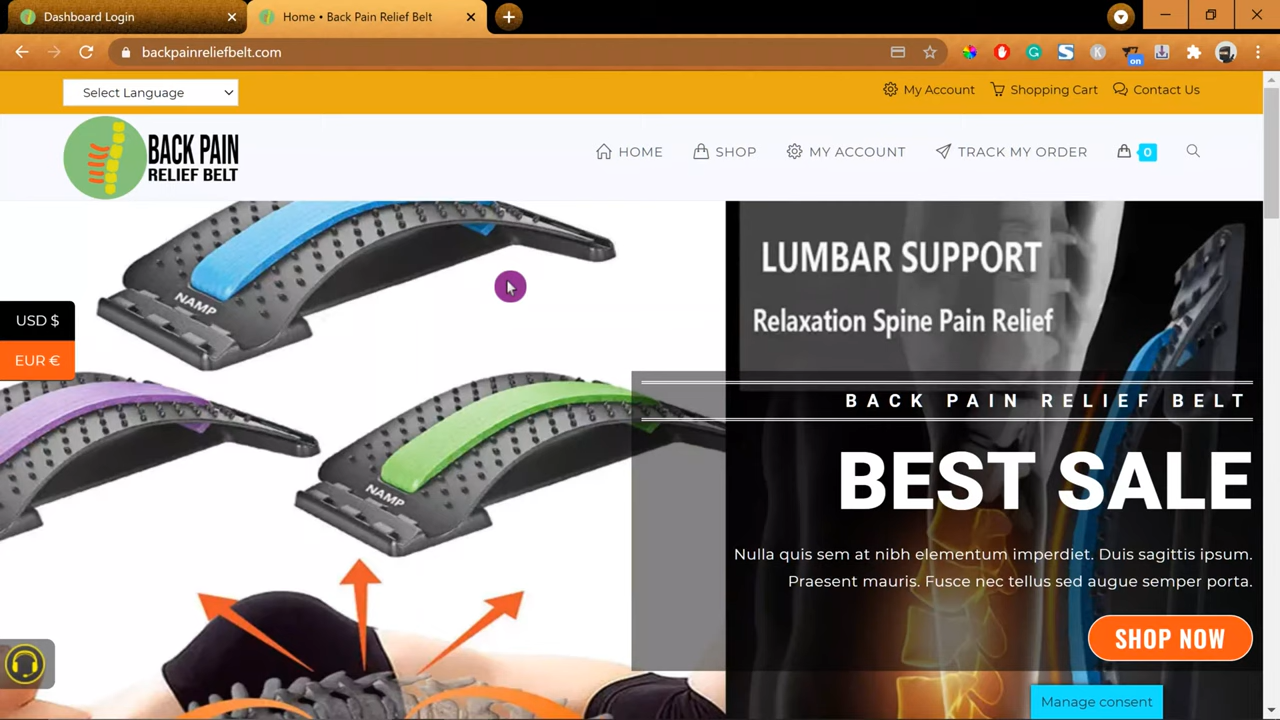 Dashboard Login
Home • Back Pain Relief Belt
backpainreliefbelt.com
on
Select Language
My Account
Shopping Cart
Contact Us
BACK PAIN
RELIEF BELT
HOME
SHOP
MY ACCOUNT
TRACK MY ORDER
0
NAMP
NAMP
USD $
EUR €
LUMBAR SUPPORT
Relaxation Spine Pain Relief
BACK PAIN RELIEF BELT
BEST SALE
Nulla quis sem at nibh elementum imperdiet. Duis sagittis ipsum.
Praesent mauris. Fusce nec tellus sed augue semper porta.
SHOP NOW
Manage consent